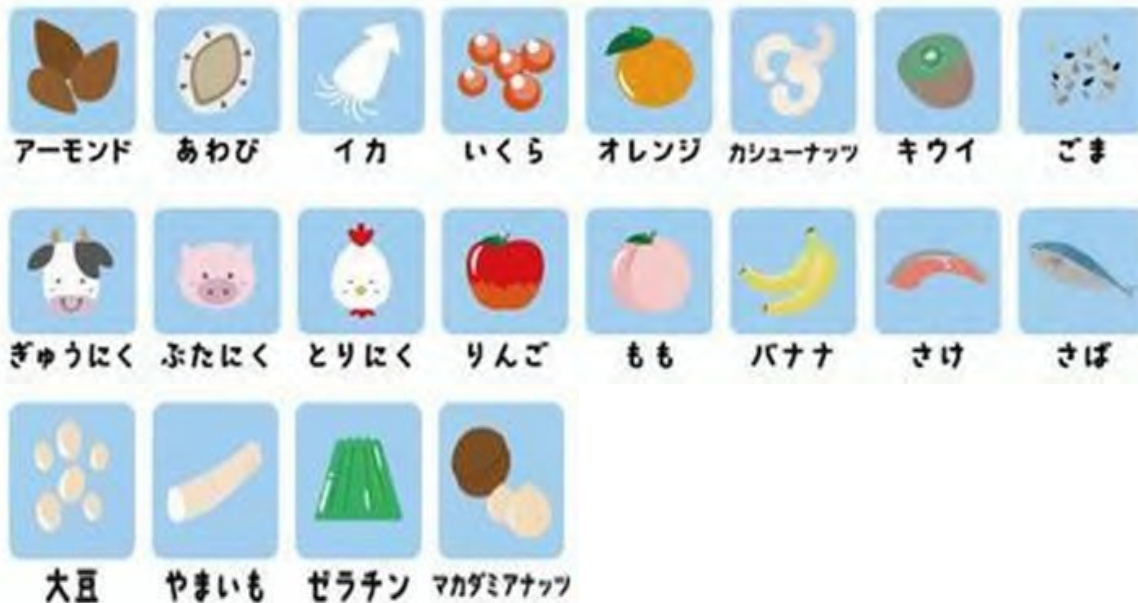 アーモンド あわび イカ いくら オレンジ カシューナッツ キウイ ごま
ぎゅうにく ぶたにく とりにく りんご もも バナナ さけ さば
大豆 やまいも ゼラチン マカダミアナッツ